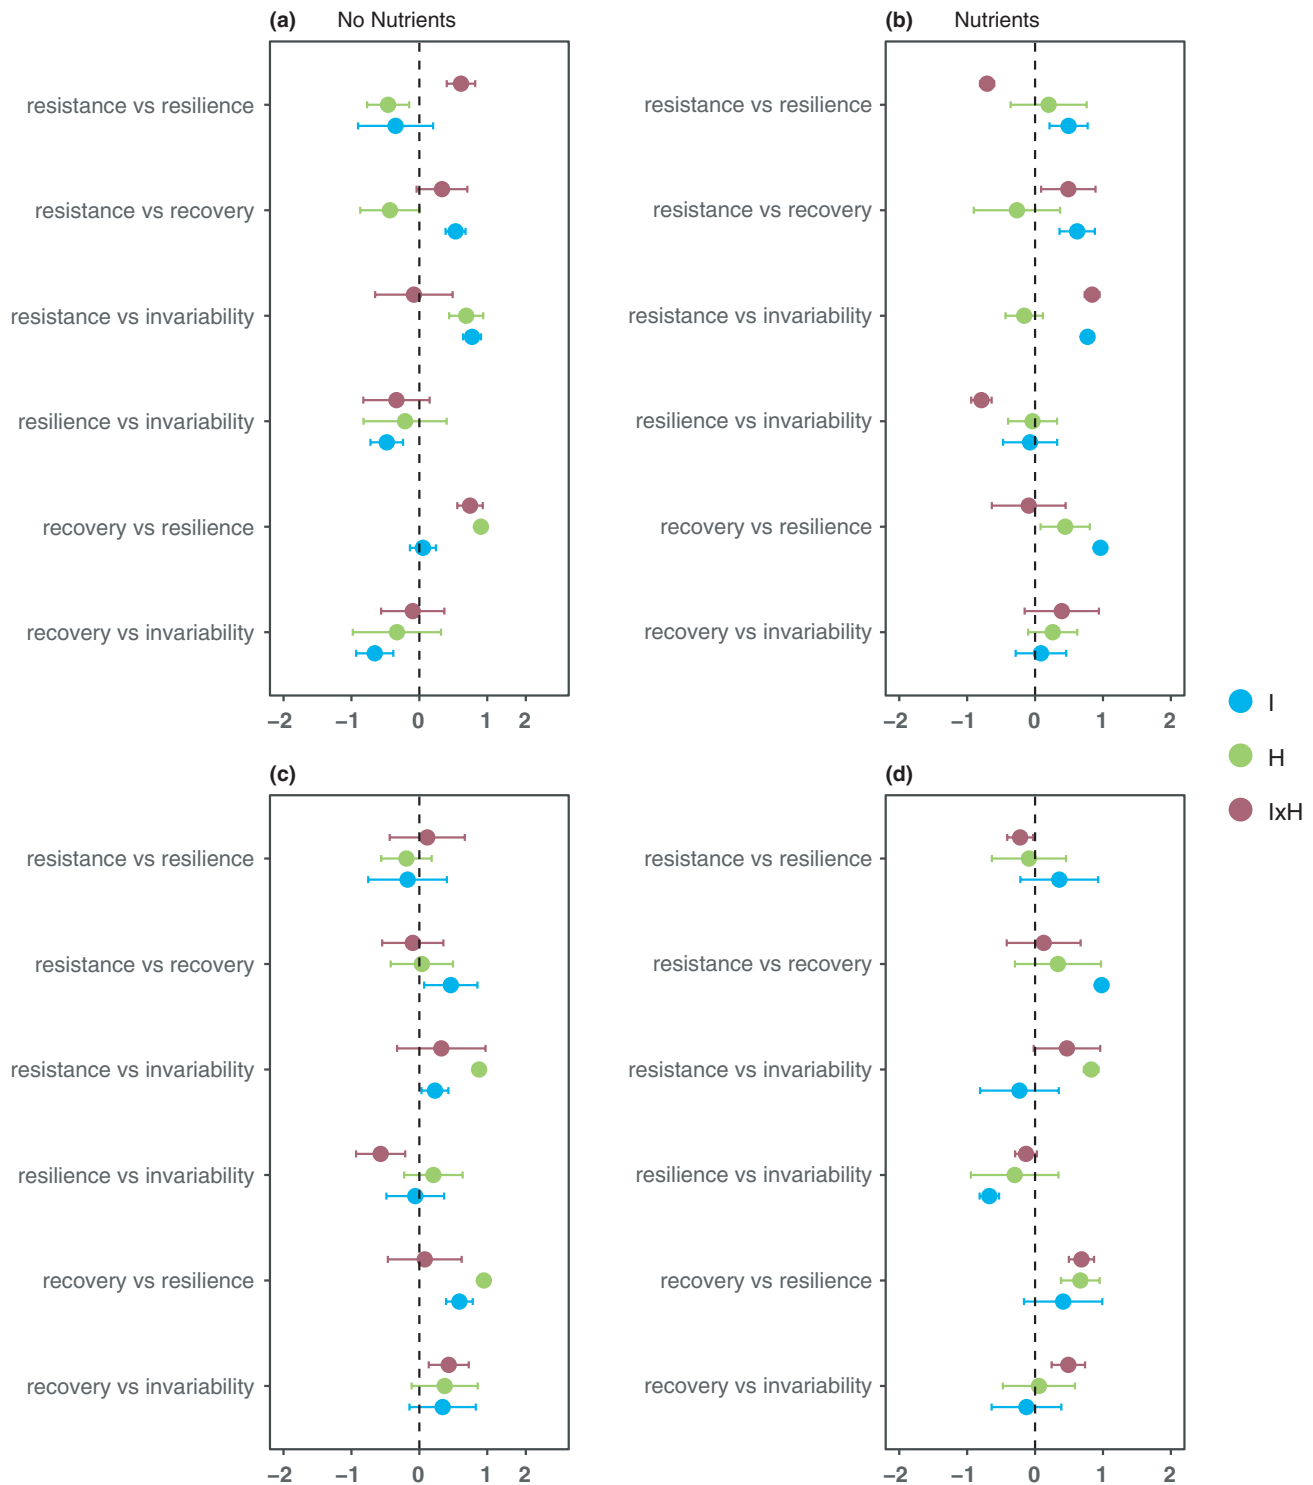 (a) No Nutrients
resistance vs resilience
resistance vs recovery
resistance vs invariability
resilience vs invariability
recovery vs resilience
recovery vs invariability
−2 −1 0 1 2
(b) Nutrients
resistance vs resilience
resistance vs recovery
resistance vs invariability
resilience vs invariability
recovery vs resilience
recovery vs invariability
−2 −1 0 1 2
I
H
IxH
(c)
resistance vs resilience
resistance vs recovery
resistance vs invariability
resilience vs invariability
recovery vs resilience
recovery vs invariability
−2 −1 0 1 2
(d)
resistance vs resilience
resistance vs recovery
resistance vs invariability
resilience vs invariability
recovery vs resilience
recovery vs invariability
−2 −1 0 1 2